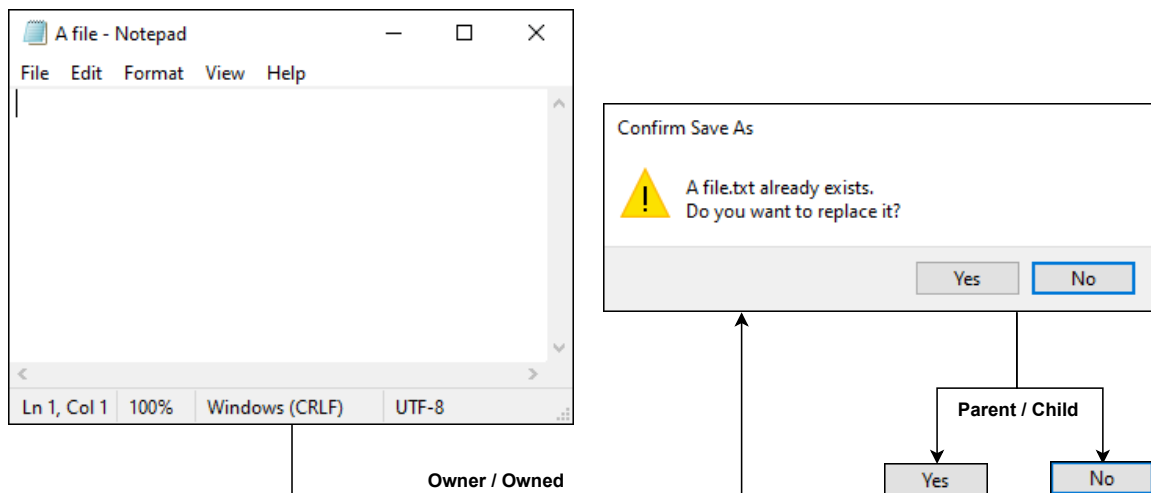 A file - Notepad
File Edit Format View Help
Ln 1, Col 1 100% Windows (CRLF) UTF-8
Confirm Save As
A file.txt already exists.
Do you want to replace it?
Yes No
Owner / Owned
Parent / Child
Yes No